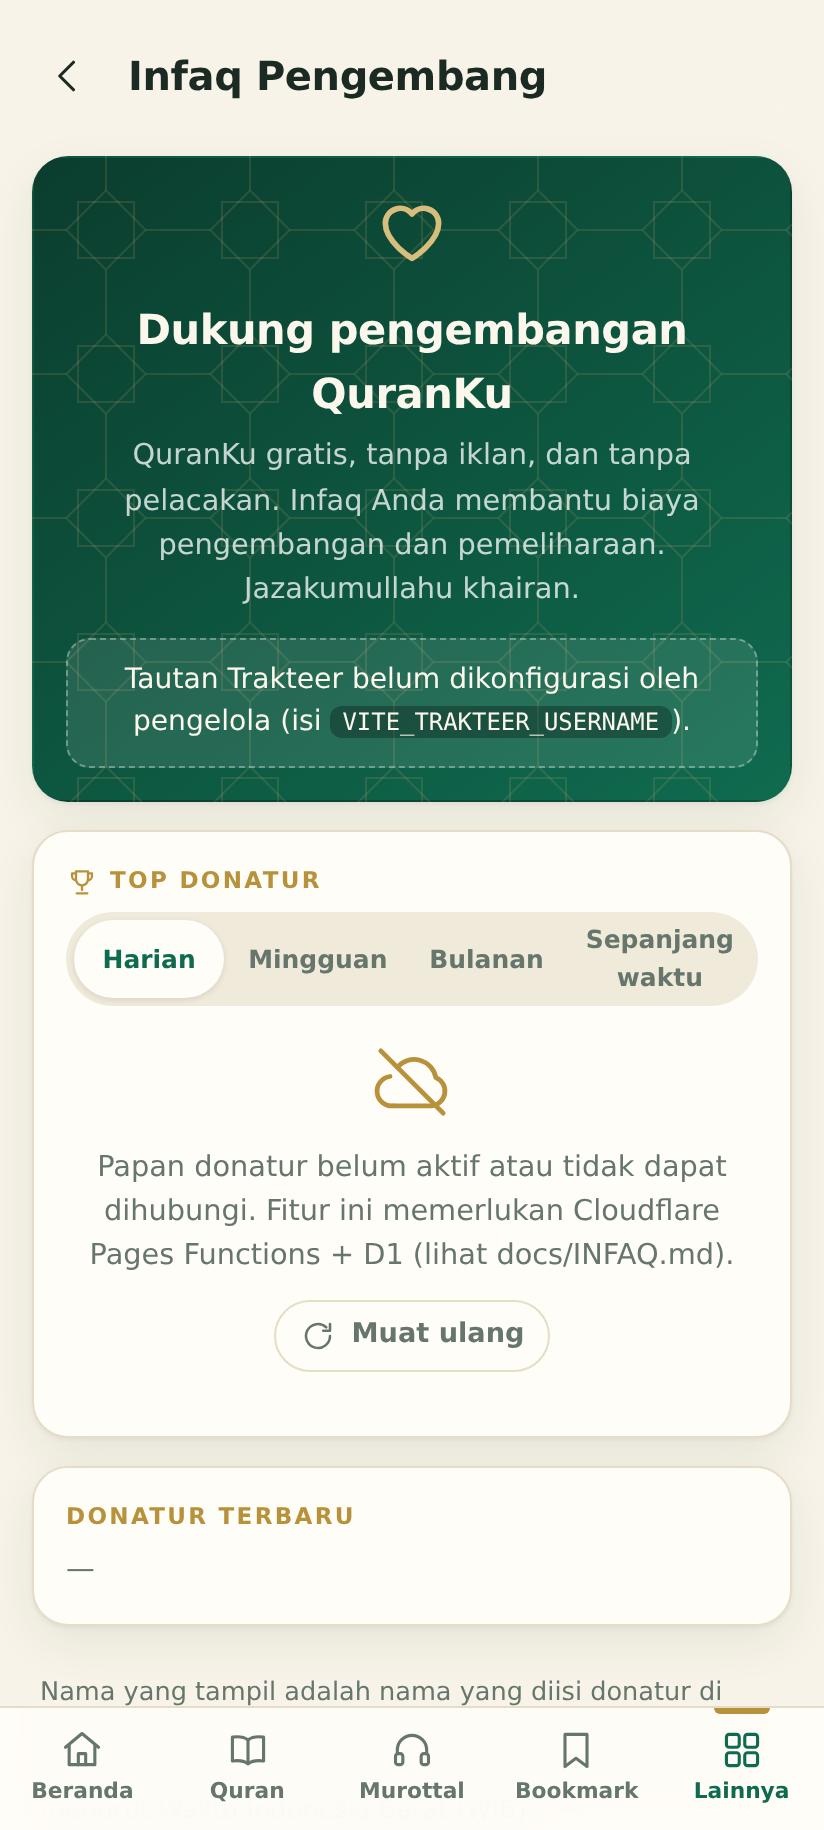 Infaq Pengembang
Dukung pengembangan
QuranKu
QuranKu gratis, tanpa iklan, dan tanpa
pelacakan. Infaq Anda membantu biaya
pengembangan dan pemeliharaan.
Jazakumullahu khairan.
Tautan Trakteer belum dikonfigurasi oleh
pengelola (isi VITE_TRAKTEER_USERNAME).
TOP DONATUR
Harian Mingguan Bulanan Sepanjang
waktu
Papan donatur belum aktif atau tidak dapat
dihubungi. Fitur ini memerlukan Cloudflare
Pages Functions + D1 (lihat docs/INFAQ.md).
Muat ulang
DONATUR TERBARU
—
Nama yang tampil adalah nama yang diisi donatur di
Beranda Quran Murottal Bookmark Lainnya